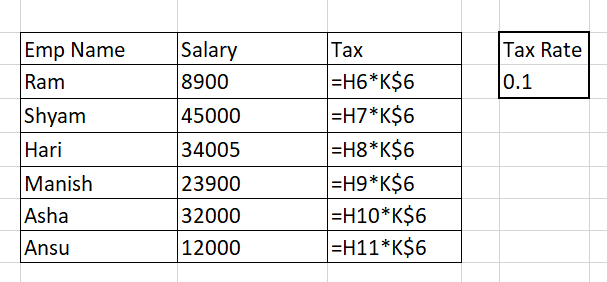 Emp Name Salary Tax Tax Rate
Ram 8900 =H6*K$6 0.1
Shyam 45000 =H7*K$6
Hari 34005 =H8*K$6
Manish 23900 =H9*K$6
Asha 32000 =H10*K$6
Ansu 12000 =H11*K$6